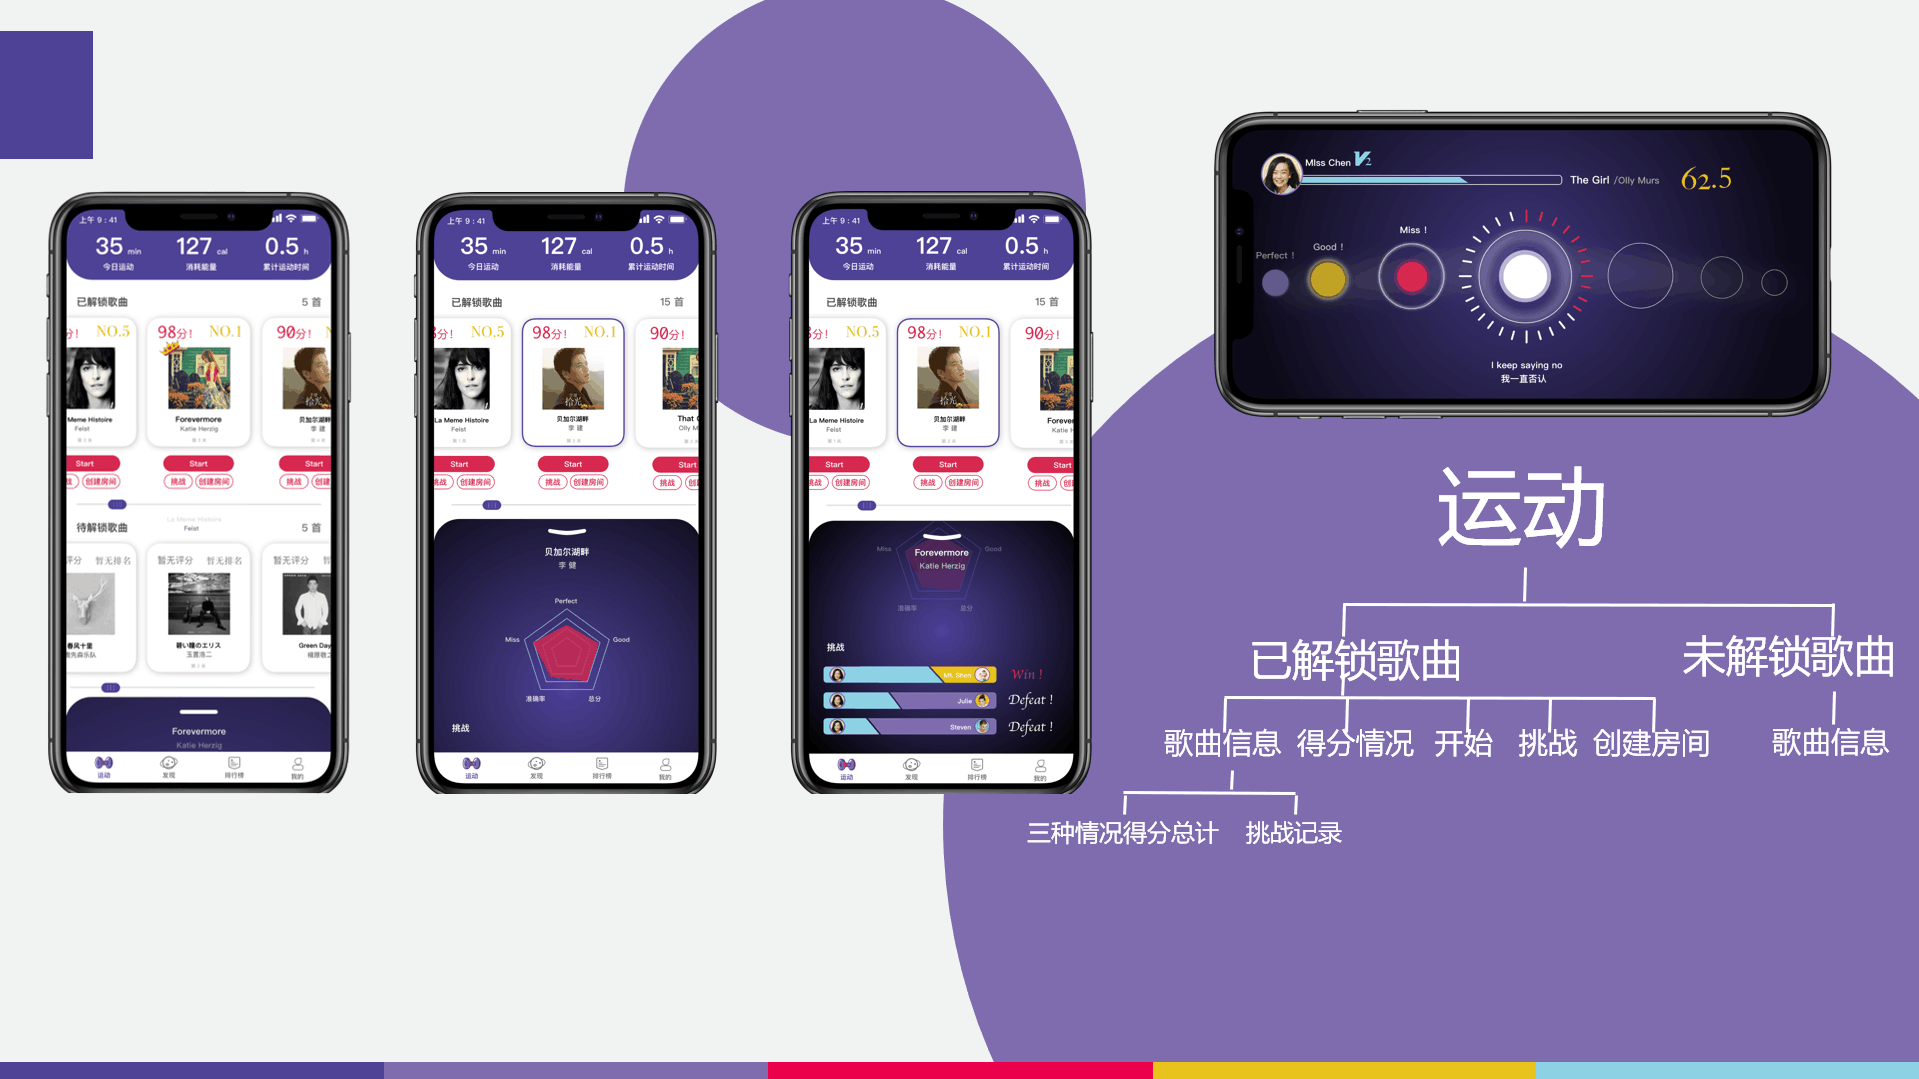 上午 9 : 41
35 min 127 cal 0.5 h
今日运动 消耗能量 累计运动时间
已解锁歌曲 5 首
分! NO.5 98分! NO.1 90分!
Meme Histoire Forevermore 贝加尔湖畔
Feist Katie Herzig 李 健
Start Start Start
创建房间 挑战 创建房间 挑战
待解锁歌曲 5 首
La Meme Histoire
Feist
评分 暂无排名 暂无评分 暂无排名 暂无评分
春风十里 碧い瞳のエリス Green Day
玉置浩二
Forevermore
Katie Herzig
运动 发现 排行榜 我的
上午 9 : 41
35 min 127 cal 0.5 h
今日运动 消耗能量 累计运动时间
已解锁歌曲 15 首
分! NO.5 98分! NO.1 90分!
La Meme Histoire 贝加尔湖畔 That
Feist 李 健 Olly M
Start Start Start
挑战 创建房间 挑战 创建房间 挑战
贝加尔湖畔
李 健
Perfect
Miss Good
准确率 总分
挑战
运动 发现 排行榜 我的
上午 9 : 41
35 min 127 cal 0.5 h
今日运动 消耗能量 累计运动时间
已解锁歌曲 15 首
分! NO.5 98分! NO.1 90分!
La Meme Histoire 贝加尔湖畔 Forever
Feist 李 健 Katie H
Start Start Start
挑战 创建房间 挑战 创建房间 挑战
Miss Good
Forevermore
Katie Herzig
准确率 总分
挑战
Mr. Shen Win !
Julie Defeat !
Steven Defeat !
运动 发现 排行榜 我的
Miss Chen V2
The Girl /Olly Murs 62.5
Perfect ! Good ! Miss !
I keep saying no
我一直否认
运动
已解锁歌曲 未解锁歌曲
歌曲信息 得分情况 开始 挑战 创建房间 歌曲信息
三种情况得分总计 挑战记录